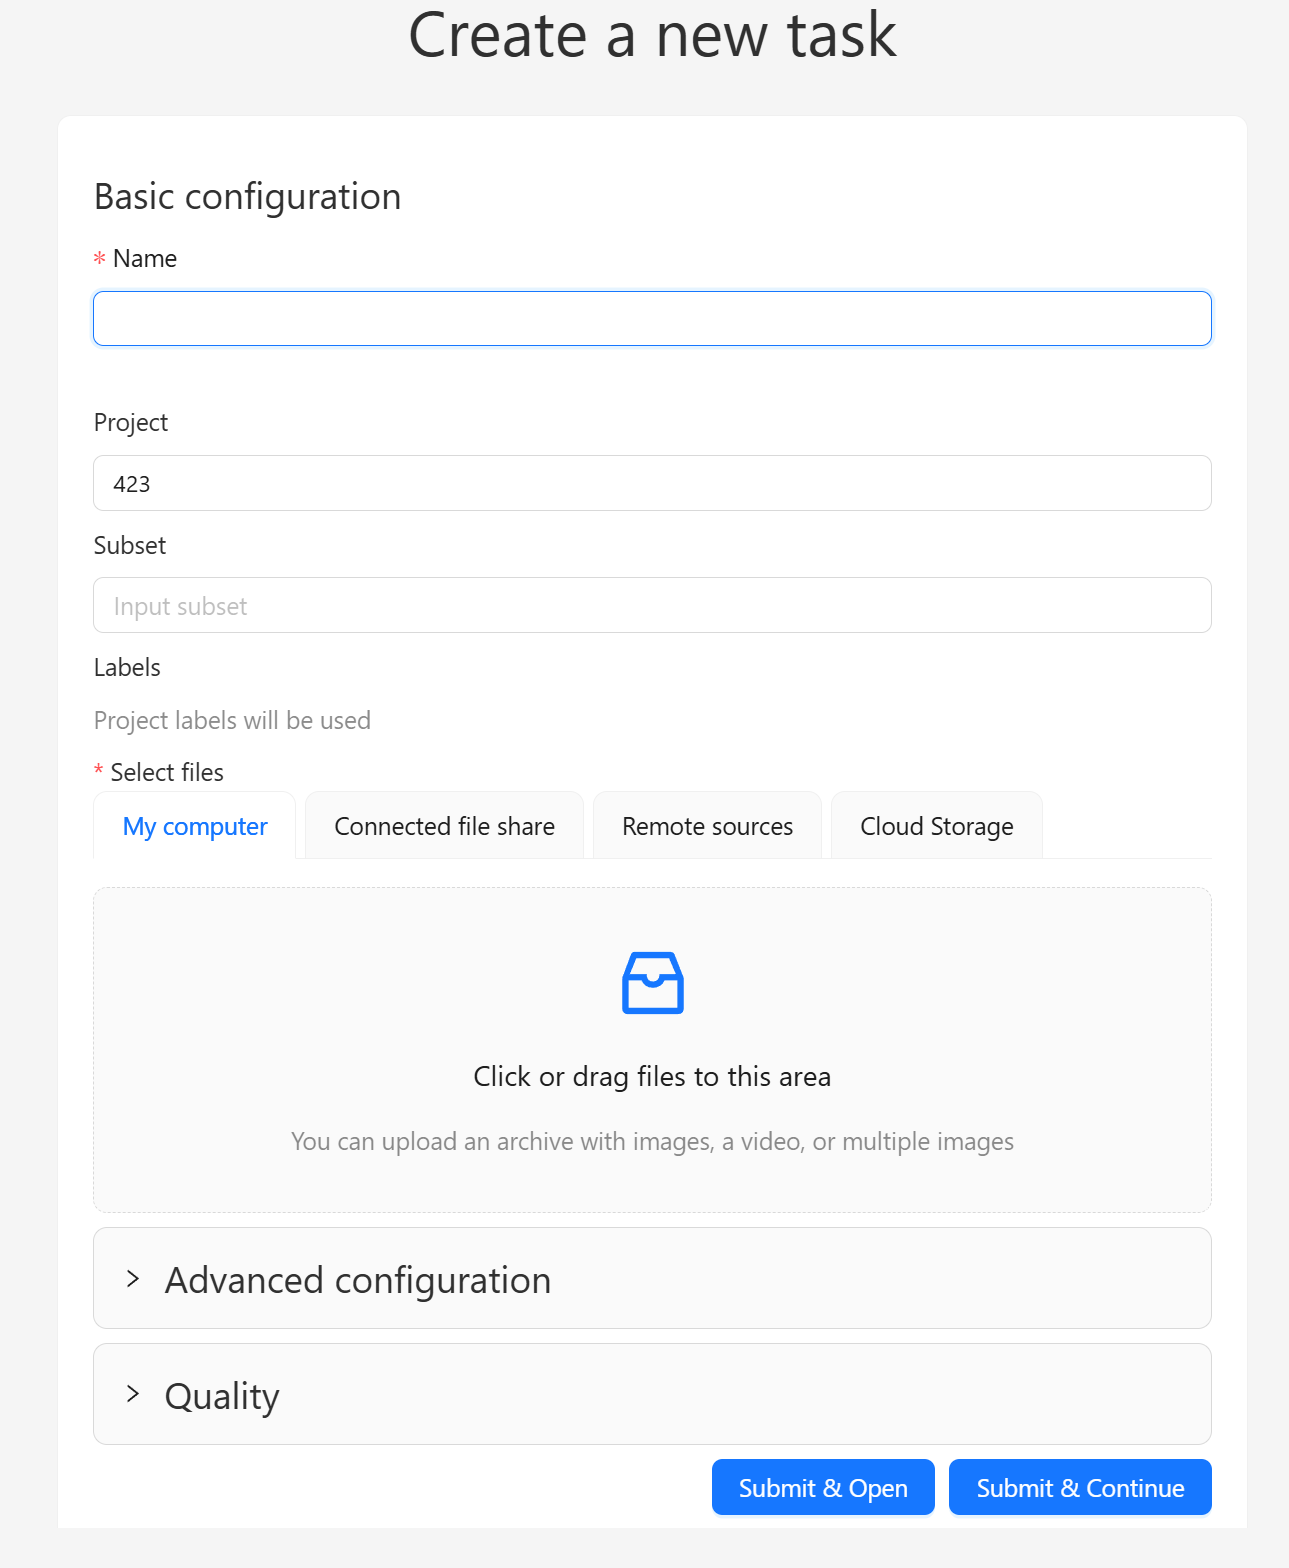 Create a new task
Basic configuration
* Name
Project
423
Subset
Input subset
Labels
Project labels will be used
* Select files
My computer Connected file share Remote sources Cloud Storage
Click or drag files to this area
You can upload an archive with images, a video, or multiple images
Advanced configuration
Quality
Submit & Open Submit & Continue